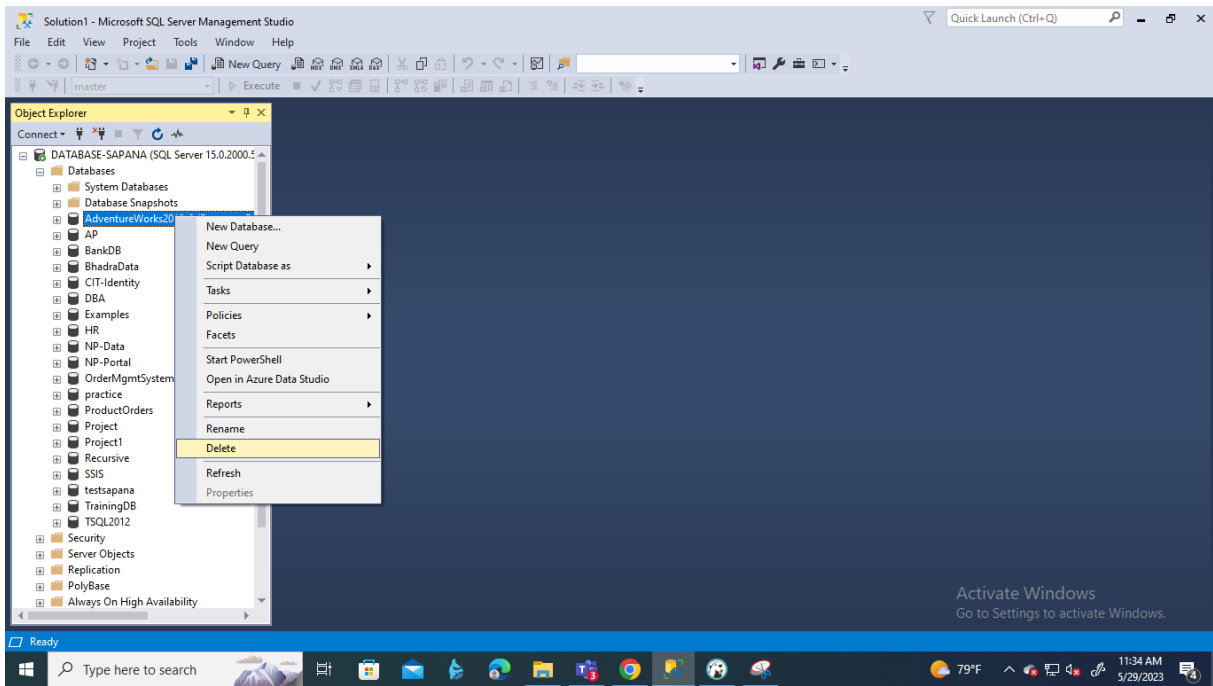 Solution1 - Microsoft SQL Server Management Studio
Quick Launch (Ctrl+Q)
File Edit View Project Tools Window Help
New Query MDX DMX XMLA DAX
master Execute
Object Explorer
Connect
DATABASE-SAPANA (SQL Server 15.0.2000.5
Databases
System Databases
Database Snapshots
AdventureWorks20
AP
BankDB
BhadraData
CIT-Identity
DBA
Examples
HR
NP-Data
NP-Portal
OrderMgmtSystem
practice
ProductOrders
Project
Project1
Recursive
SSIS
testsapana
TrainingDB
TSQL2012
Security
Server Objects
Replication
PolyBase
Always On High Availability
New Database...
New Query
Script Database as
Tasks
Policies
Facets
Start PowerShell
Open in Azure Data Studio
Reports
Rename
Delete
Refresh
Properties
Activate Windows
Go to Settings to activate Windows.
Ready
Type here to search
79°F
11:34 AM
5/29/2023
4